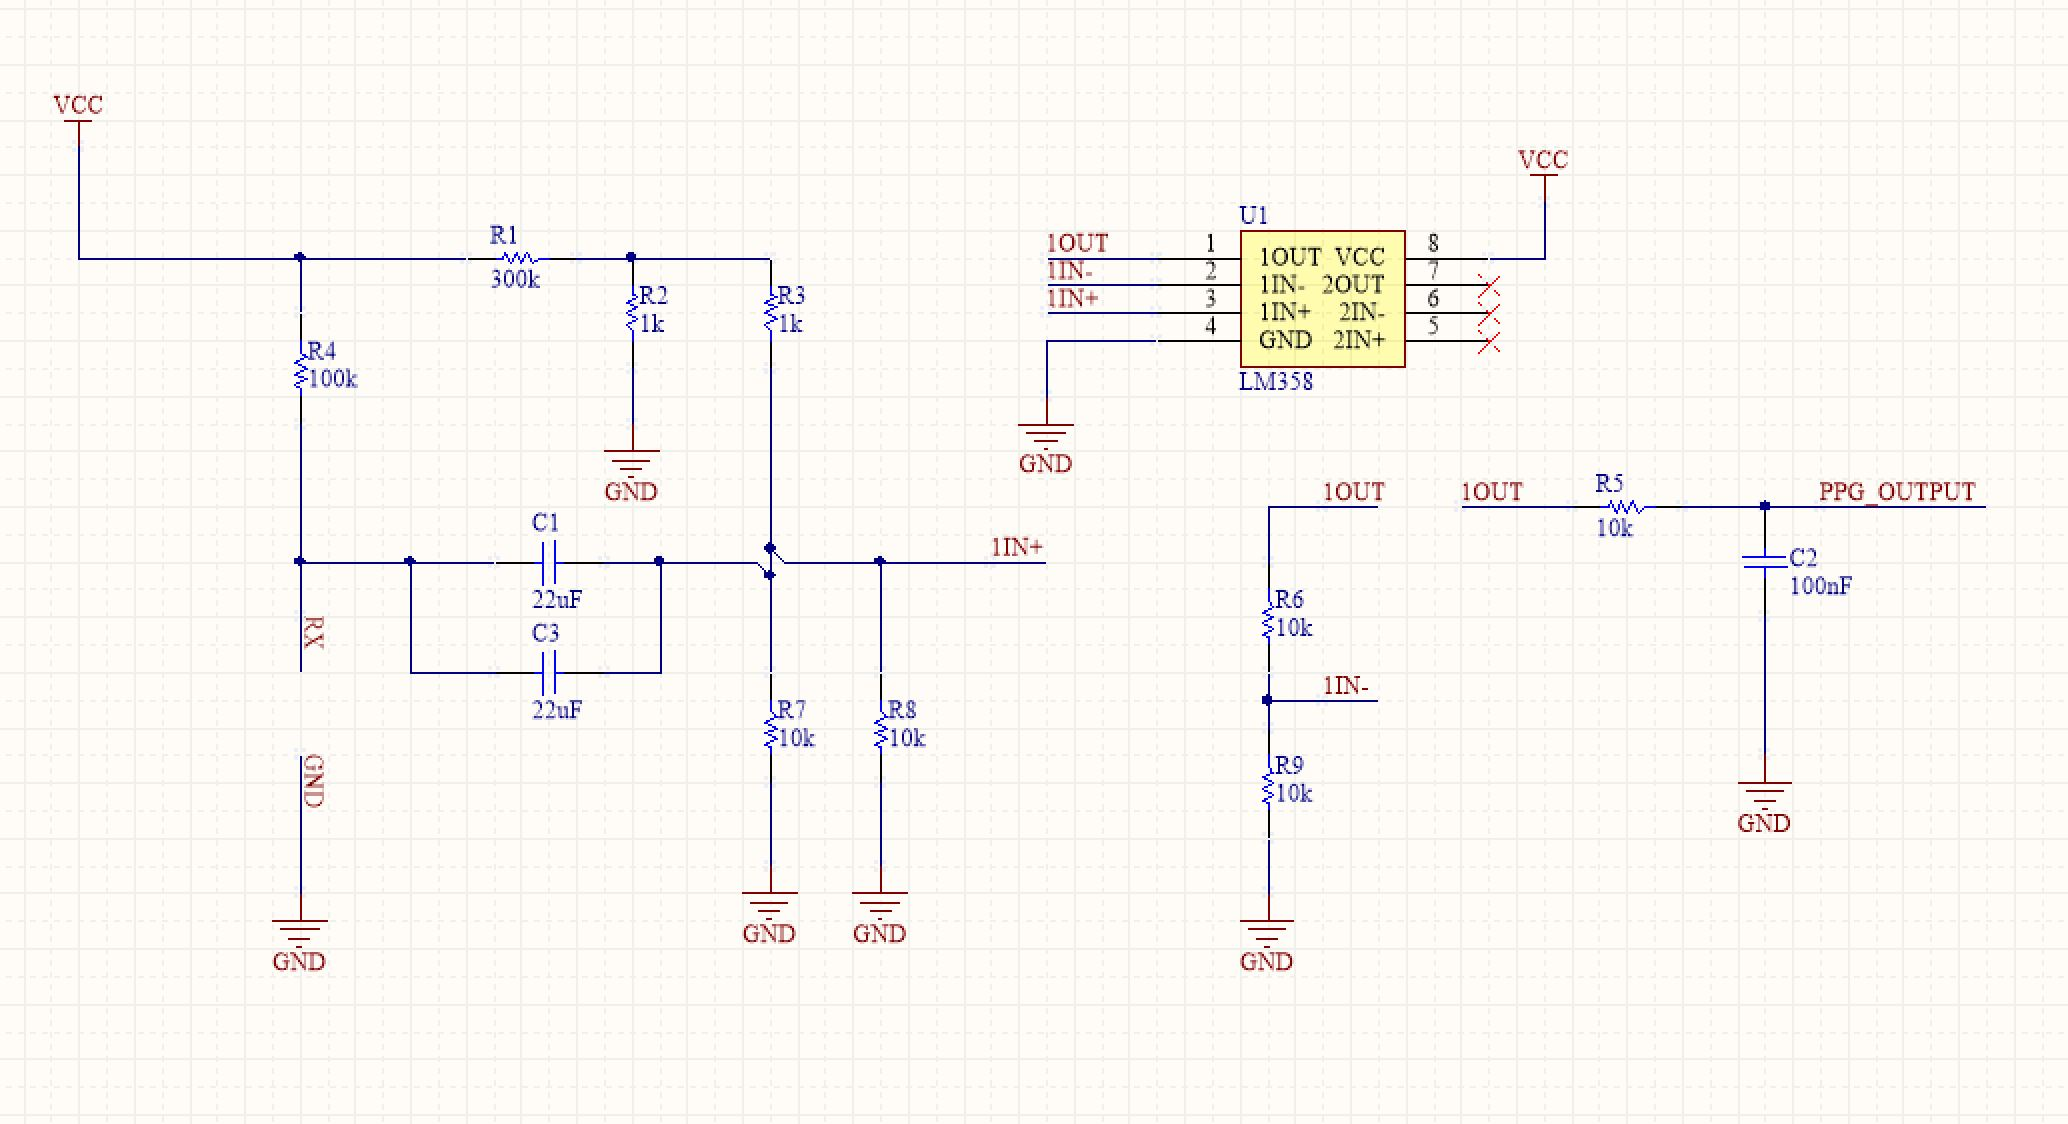 VCC
R1
300k
R2
1k
R3
1k
R4
100k
GND
C1
22uF
C3
22uF
1IN+
RX
GND
GND
R7
10k
GND
R8
10k
GND
VCC
U1
1OUT 1 1OUT VCC 8
1IN- 2 1IN- 2OUT 7
1IN+ 3 1IN+ 2IN- 6
4 GND 2IN+ 5
LM358
GND
1OUT
R6
10k
1IN-
R9
10k
GND
1OUT
R5
10k
PPG_OUTPUT
C2
100nF
GND